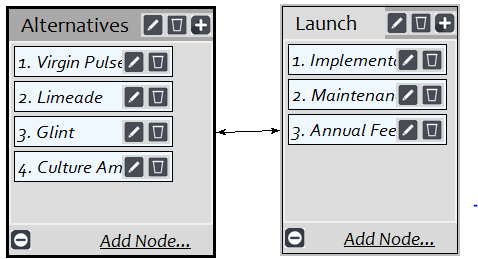 Alternatives
1. Virgin Pulse
2. Limeade
3. Glint
4. Culture Am
Add Node...
Launch
1. Implementa
2. Maintenan
3. Annual Fee
Add Node...